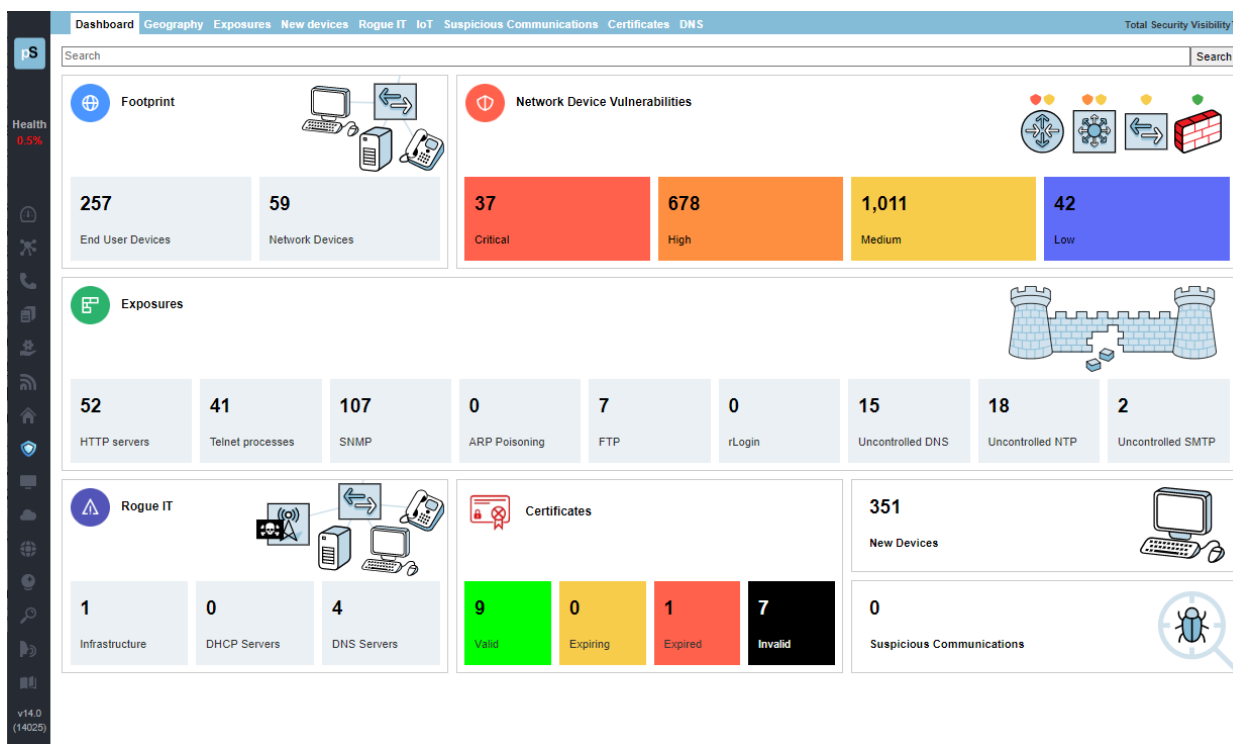 Dashboard Geography Exposures New devices Rogue IT IoT Suspicious Communications Certificates DNS
Total Security Visibility
pS
Search
Search
Health
0.5%
Footprint
257
End User Devices
59
Network Devices
Network Device Vulnerabilities
37
Critical
678
High
1,011
Medium
42
Low
Exposures
52
HTTP servers
41
Telnet processes
107
SNMP
0
ARP Poisoning
7
FTP
0
rLogin
15
Uncontrolled DNS
18
Uncontrolled NTP
2
Uncontrolled SMTP
Rogue IT
1
Infrastructure
0
DHCP Servers
4
DNS Servers
Certificates
9
Valid
0
Expiring
1
Expired
7
Invalid
351
New Devices
0
Suspicious Communications
v14.0
(14025)